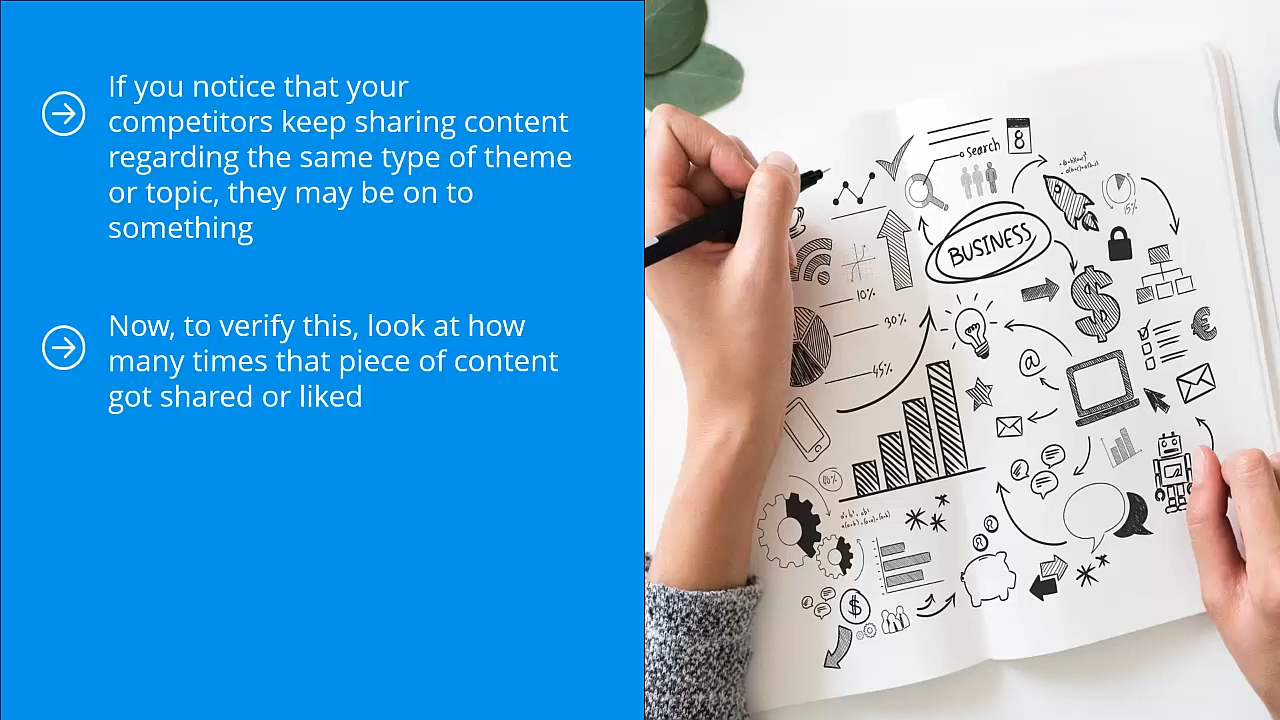 If you notice that your
competitors keep sharing content
regarding the same type of theme
or topic, they may be on to
something
Now, to verify this, look at how
many times that piece of content
got shared or liked
search
8
15%
BUSINESS
10%
30%
45%
@
$
€
$